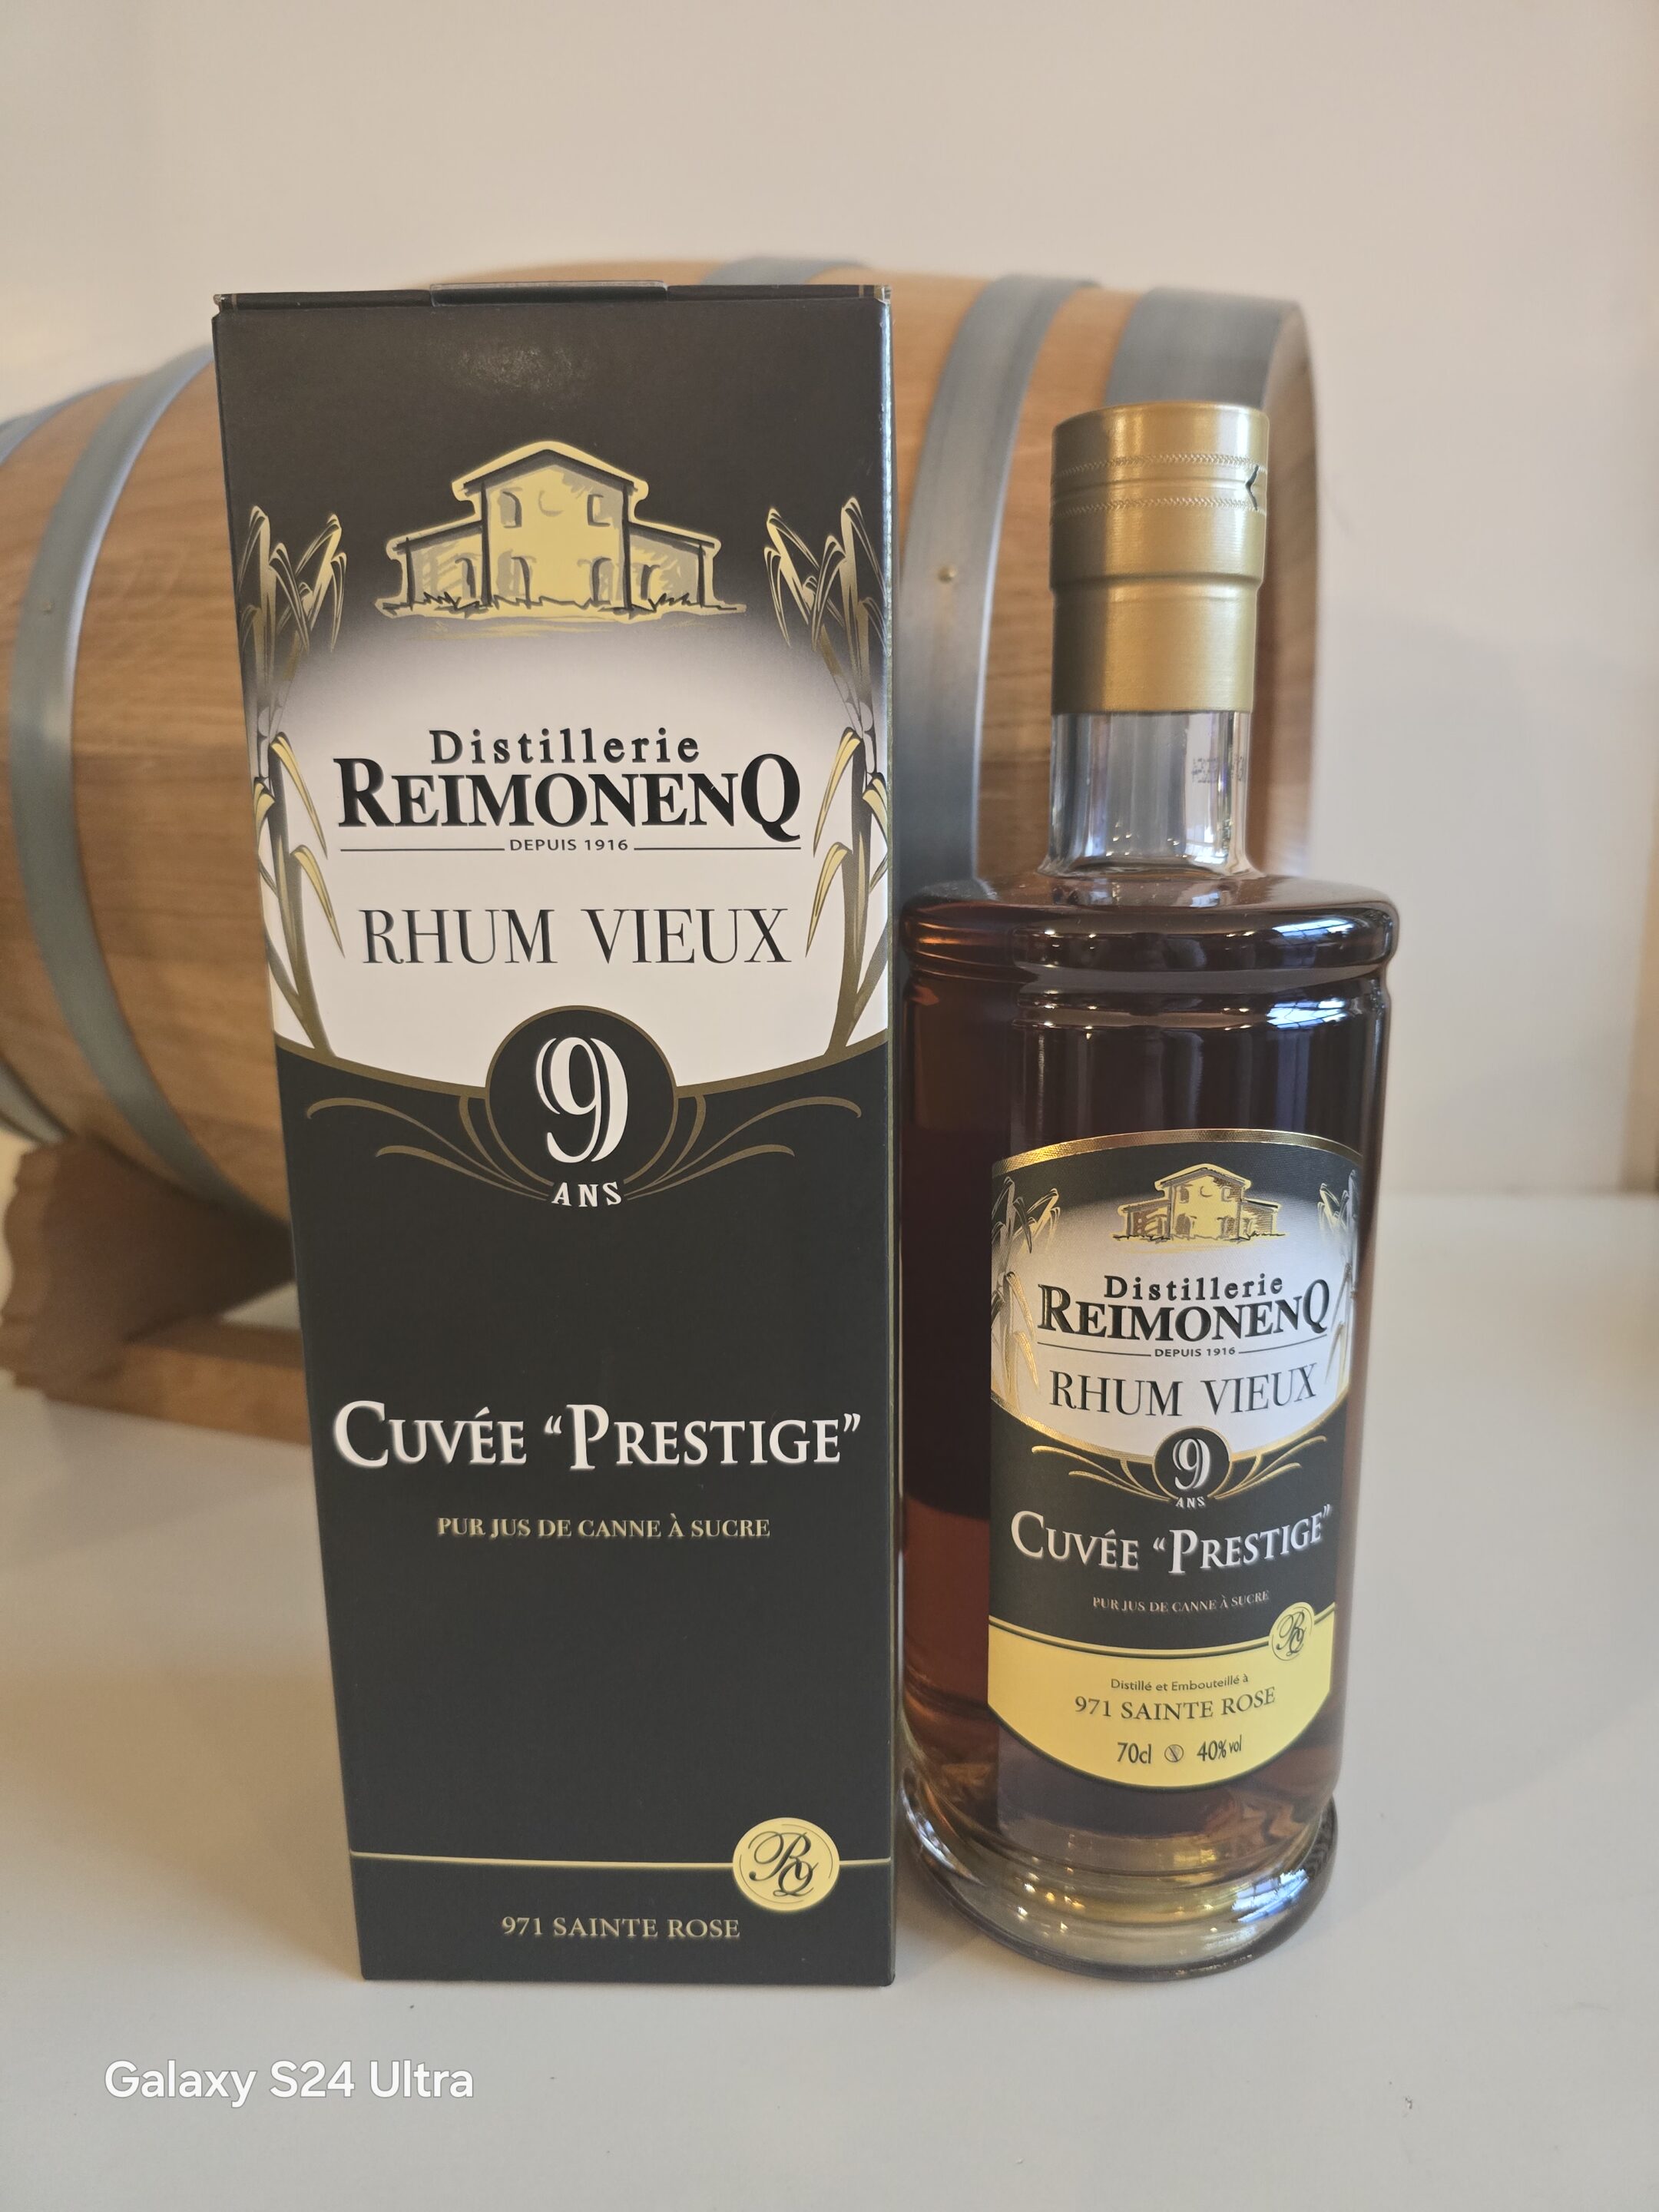 Distillerie
REIMONENQ
DEPUIS 1916
RHUM VIEUX
9
ANS
CUVÉE “PRESTIGE”
PUR JUS DE CANNE À SUCRE
RQ
971 SAINTE ROSE
Distillerie
REIMONENQ
DEPUIS 1916
RHUM VIEUX
9
ANS
CUVÉE “PRESTIGE”
PUR JUS DE CANNE À SUCRE
RQ
Distillé et Embouteillé à
971 SAINTE ROSE
70cl 40% vol
Galaxy S24 Ultra